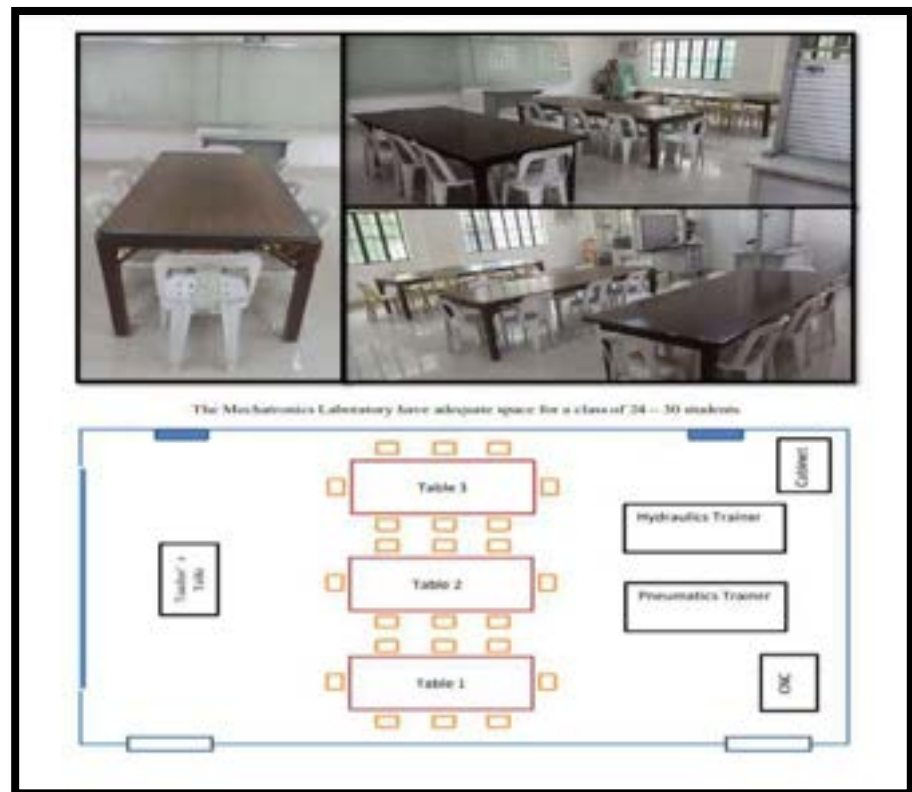 The Mechatronics Laboratory have adequate space for a class of 24 – 30 students
Cabinet
Table 3
Hydraulics Trainer
Teacher's
Table 2
Pneumatics Trainer
Table 1
CNC